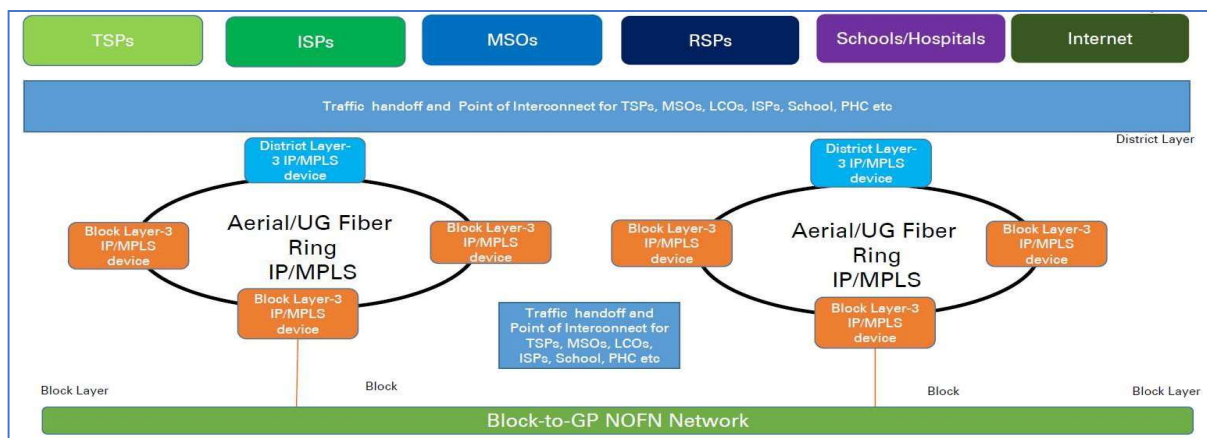 TSPs
ISPs
MSOs
RSPs
Schools/Hospitals
Internet
Traffic handoff and Point of Interconnect for TSPs, MSOs, LCOs, ISPs, School, PHC etc
District Layer
District Layer-
3 IP/MPLS
device
Block Layer-3
IP/MPLS
device
Aerial/UG Fiber
Ring
IP/MPLS
Block Layer-3
IP/MPLS
device
Block Layer-3
IP/MPLS
device
District Layer-
3 IP/MPLS
device
Block Layer-3
IP/MPLS
device
Aerial/UG Fiber
Ring
IP/MPLS
Block Layer-3
IP/MPLS
device
Block Layer-3
IP/MPLS
device
Traffic handoff and
Point of Interconnect for
TSPs, MSOs, LCOs,
ISPs, School, PHC etc
Block Layer
Block
Block
Block Layer
Block-to-GP NOFN Network